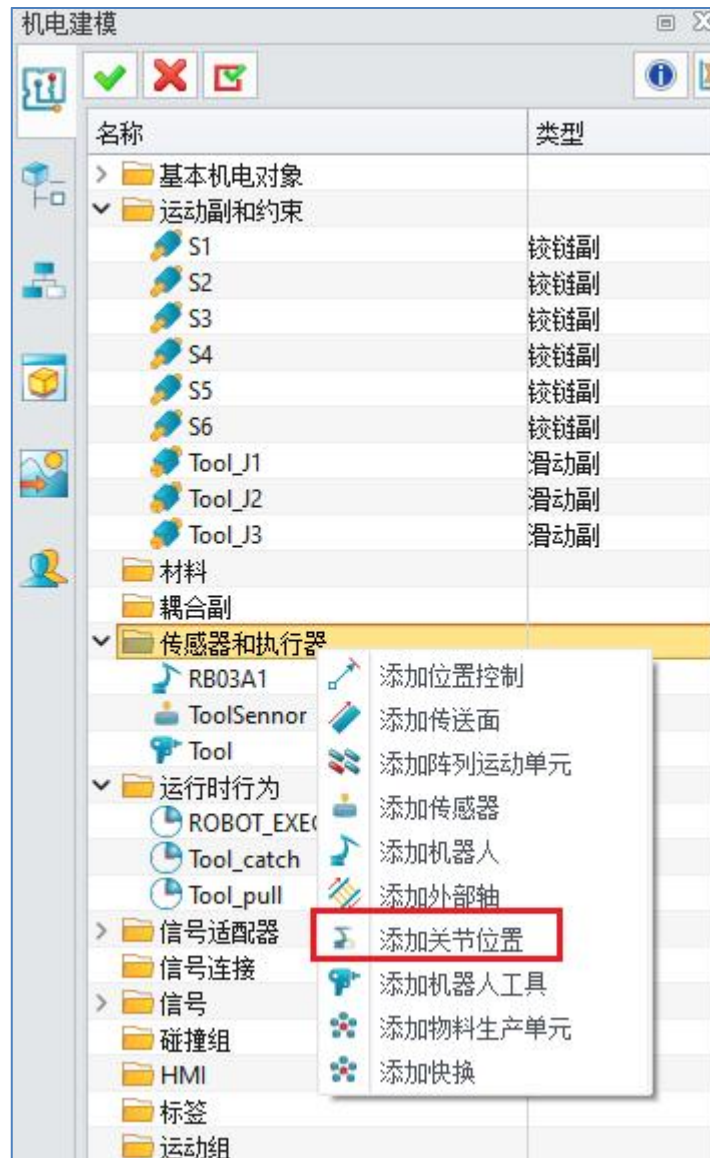 机电建模
名称 类型
基本机电对象
运动副和约束
S1 铰链副
S2 铰链副
S3 铰链副
S4 铰链副
S5 铰链副
S6 铰链副
Tool_J1 滑动副
Tool_J2 滑动副
Tool_J3 滑动副
材料
耦合副
传感器和执行器
RB03A1
ToolSennor
Tool
运行时行为
ROBOT_EXE
Tool_catch
Tool_pull
信号适配器
信号连接
信号
碰撞组
HMI
标签
运动组
添加位置控制
添加传送面
添加阵列运动单元
添加传感器
添加机器人
添加外部轴
添加关节位置
添加机器人工具
添加物料生产单元
添加快换